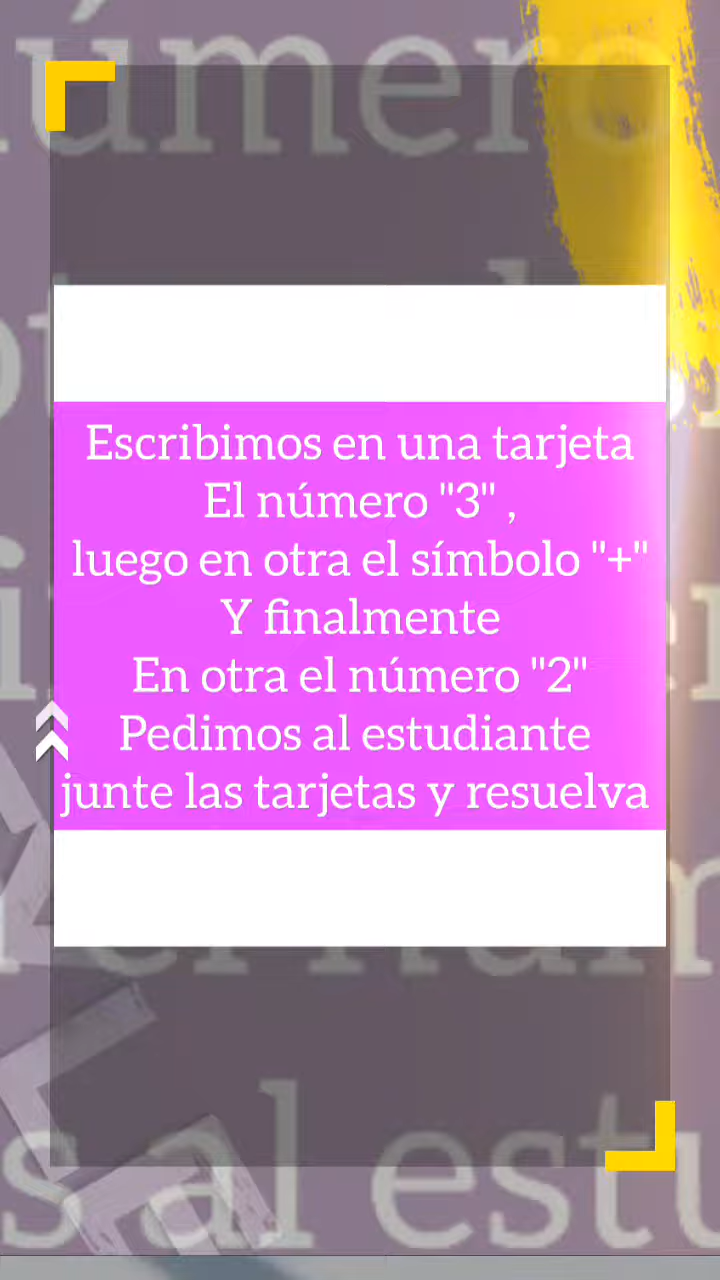 Escribimos en una tarjeta
El número "3" ,
luego en otra el símbolo "+"
Y finalmente
En otra el número "2"
Pedimos al estudiante
junte las tarjetas y resuelva